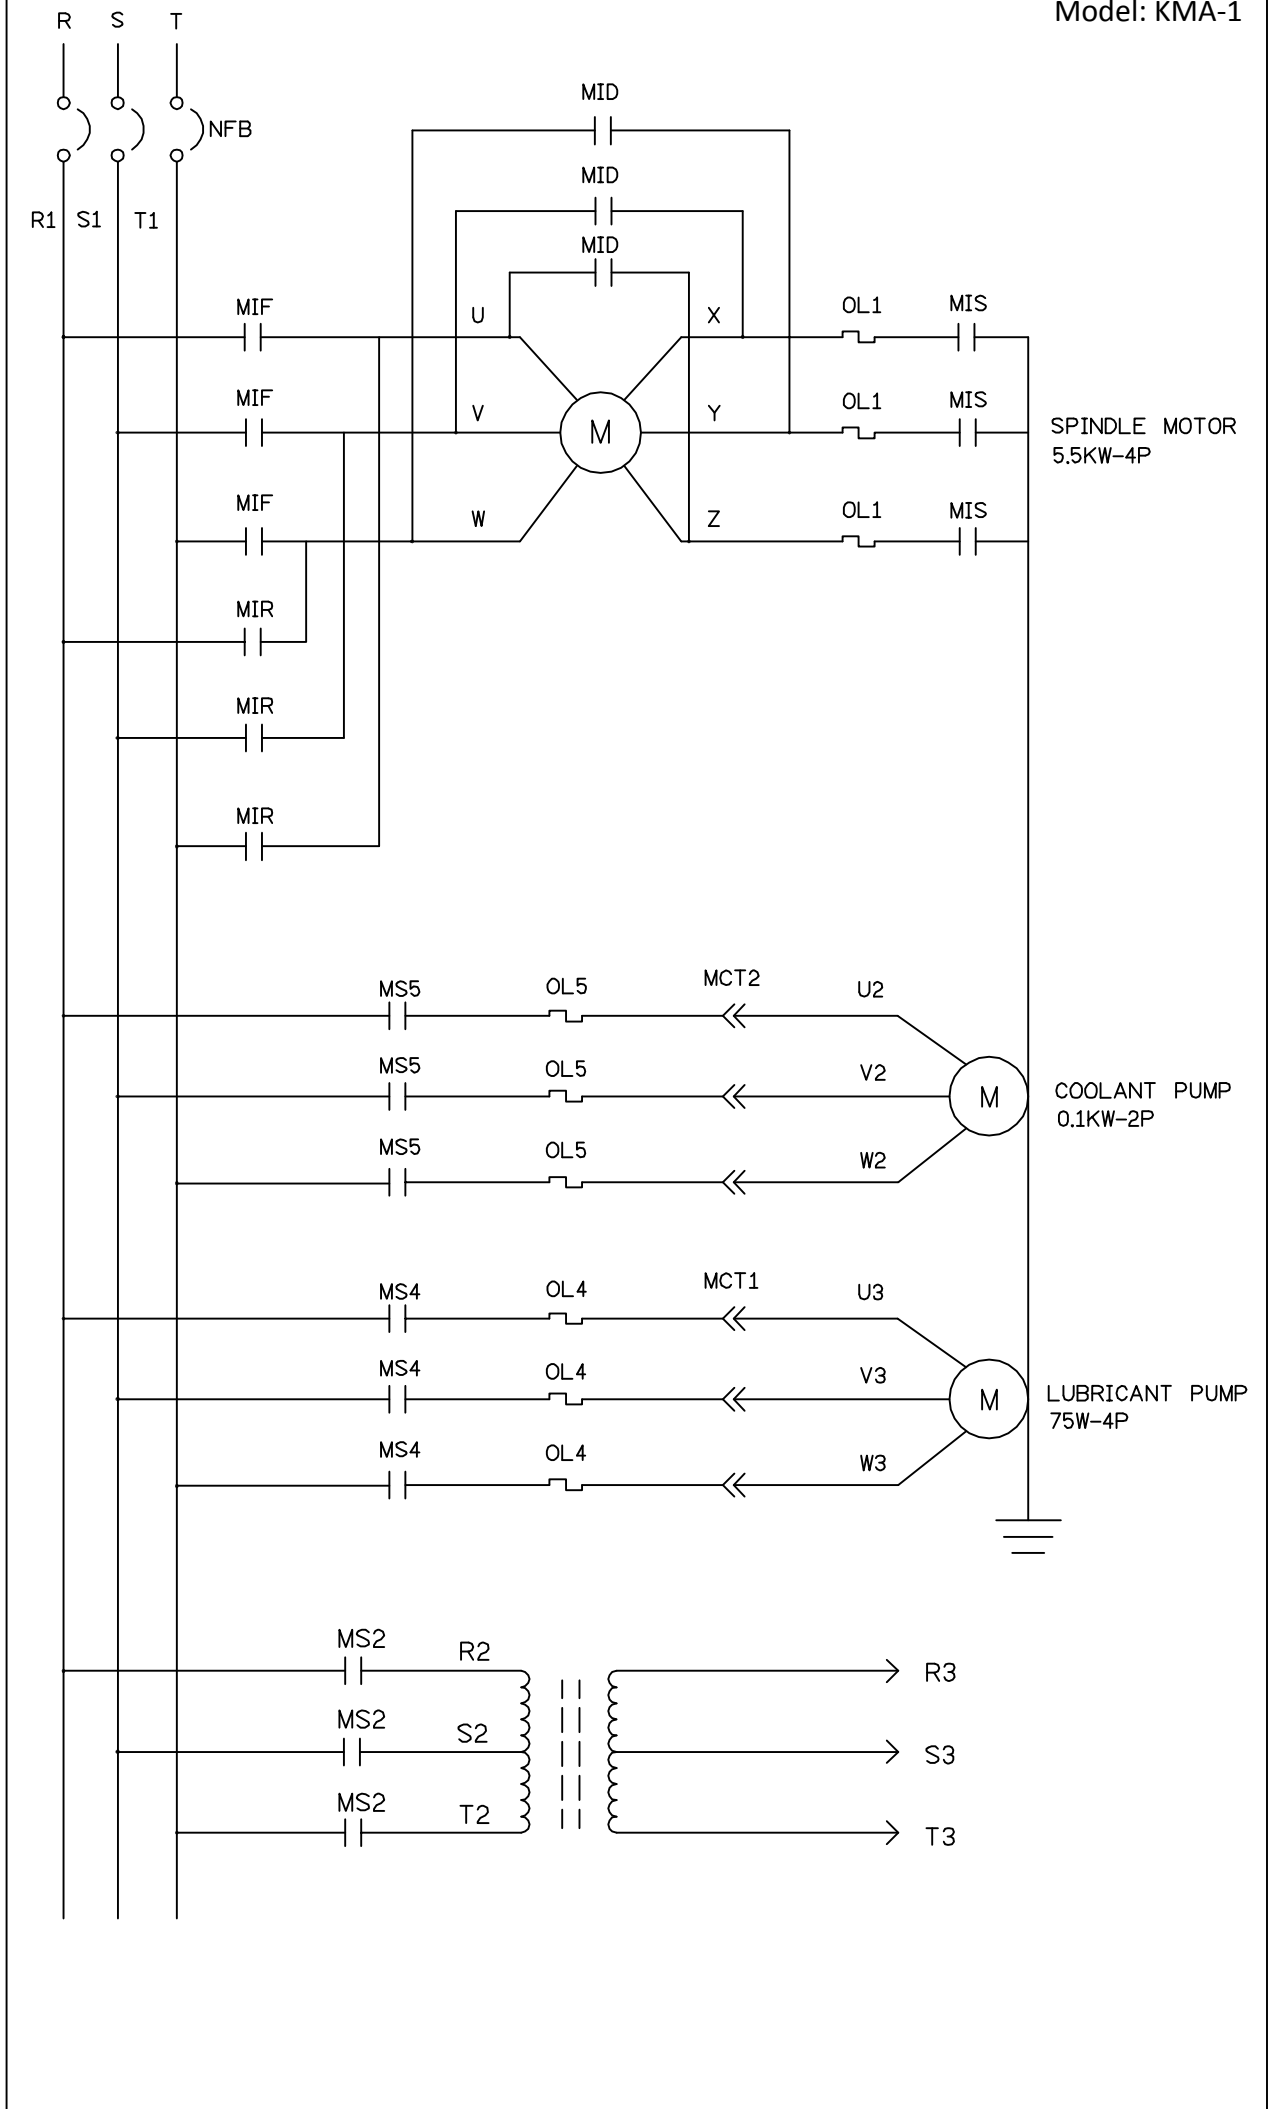 Model: KMA-1
R S T
NFB
R1 S1 T1
MID
MID
MID
MIF U X OL1 MIS
MIF V Y OL1 MIS
M
SPINDLE MOTOR
5.5KW-4P
MIF W Z OL1 MIS
MIR
MIR
MIR
MS5 OL5 MCT2 U2
MS5 OL5 V2
M
COOLANT PUMP
0.1KW-2P
MS5 OL5 W2
MS4 OL4 MCT1 U3
MS4 OL4 V3
M
LUBRICANT PUMP
75W-4P
MS4 OL4 W3
MS2 R2 R3
MS2 S2 S3
MS2 T2 T3